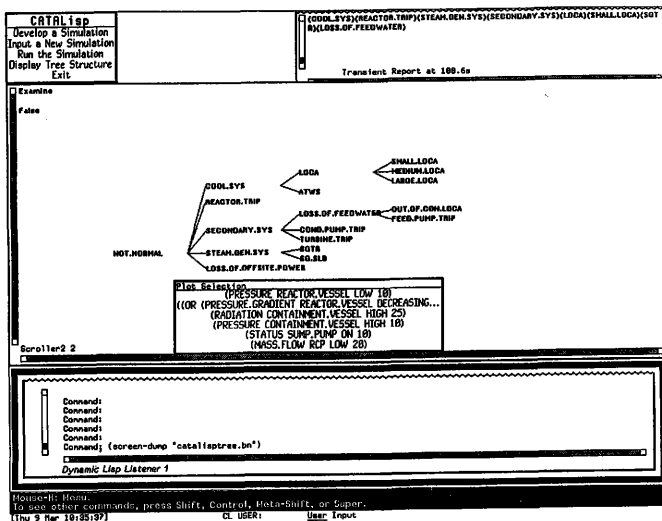 CATALisp
Develop a Simulation
Input a New Simulation
Run the Simulation
Display Tree Structure
Exit
(COOL.SYS)(REACTOR.TRIP)(STEAM.GEN.SYS)(SECONDARY.SYS)(LOCA)(SMALL.LOCA)(SGT
R)(LOSS.OF.FEEDWATER)
Transient Report at 100.6s
Examine
False
SMALL.LOCA
LOCA
MEDIUM.LOCA
LARGE.LOCA
COOL.SYS
ATWS
REACTOR.TRIP
OUT.OF.CON.LOCA
LOSS.OF.FEEDWATER
FEED.PUMP.TRIP
SECONDARY.SYS
COND.PUMP.TRIP
TURBINE.TRIP
NOT.NORMAL
STEAM.GEN.SYS
SGTR
SG.SLB
LOSS.OF.OFFSITE.POWER
Plot Selection
(PRESSURE REACTOR.VESSEL LOW 10)
((OR (PRESSURE.GRADIENT REACTOR.VESSEL DECREASING...
(RADIATION CONTAINMENT.VESSEL HIGH 25)
(PRESSURE CONTAINMENT.VESSEL HIGH 10)
(STATUS SUMP.PUMP ON 10)
(MASS.FLOW RCP LOW 20)
Scroller2 2
Command:
Command:
Command:
Command:
Command:
Command: (screen-dump "catalisptree.bn")
Dynamic Lisp Listener 1
Mouse-R: Menu.
To see other commands, press Shift, Control, Meta-Shift, or Super.
[Thu 9 Mar 10:35:37] CL USER: User Input